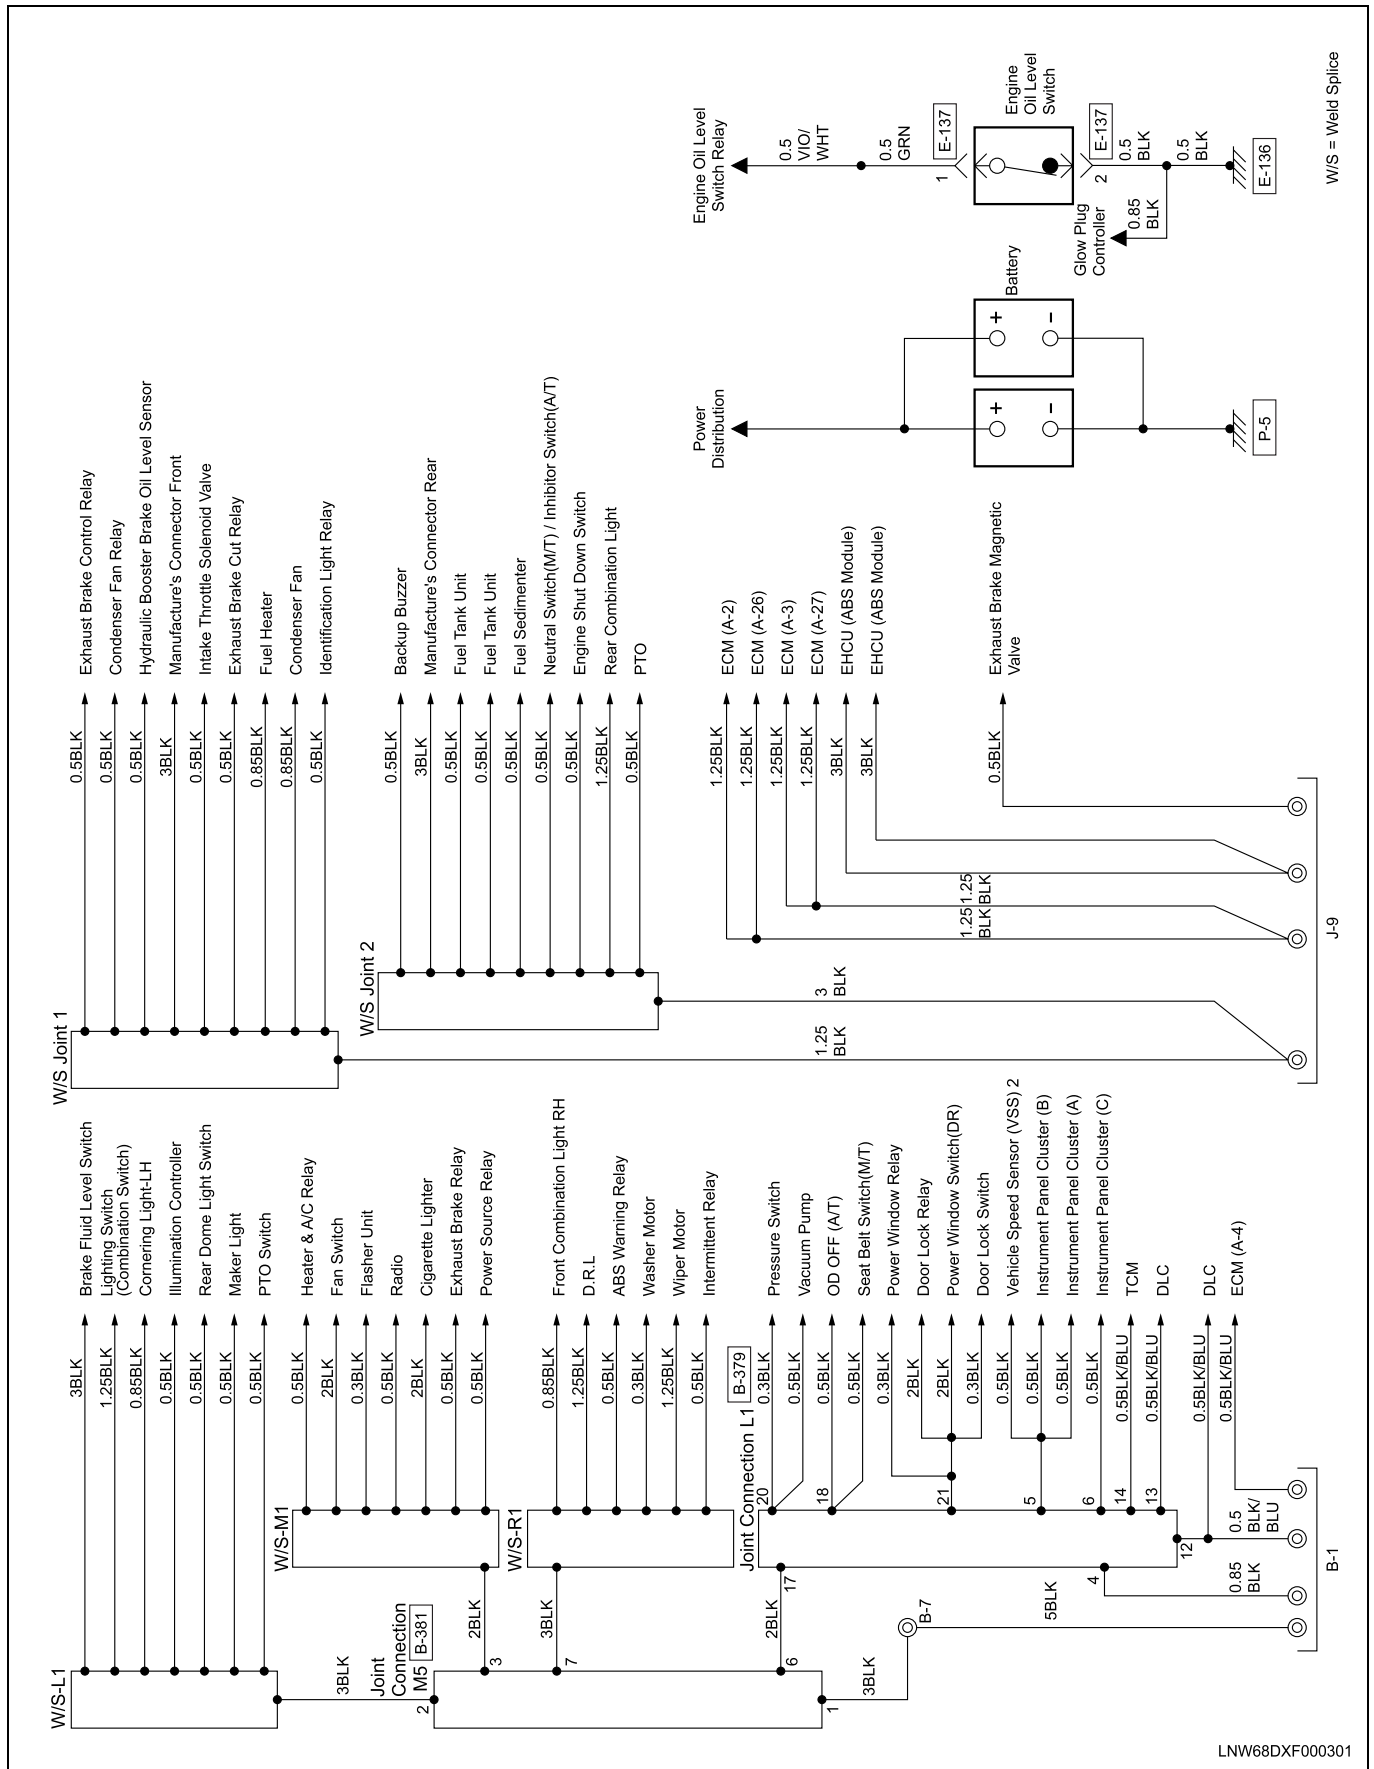 W/S Joint 1
0.5BLK
Exhaust Brake Control Relay
0.5BLK
Condenser Fan Relay
0.5BLK
Hydraulic Booster Brake Oil Level Sensor
3BLK
Manufacture's Connector Front
0.5BLK
Intake Throttle Solenoid Valve
0.5BLK
Exhaust Brake Cut Relay
0.85BLK
Fuel Heater
0.85BLK
Condenser Fan
0.5BLK
Identification Light Relay
1.25
BLK
W/S Joint 2
0.5BLK
Backup Buzzer
3BLK
Manufacture's Connector Rear
0.5BLK
Fuel Tank Unit
0.5BLK
Fuel Tank Unit
0.5BLK
Fuel Sedimenter
0.5BLK
Neutral Switch(M/T) / Inhibitor Switch(A/T)
0.5BLK
Engine Shut Down Switch
1.25BLK
Rear Combination Light
0.5BLK
PTO
3
BLK
1.25BLK
ECM (A-2)
1.25BLK
ECM (A-26)
1.25BLK
ECM (A-3)
1.25BLK
ECM (A-27)
3BLK
EHCU (ABS Module)
3BLK
EHCU (ABS Module)
1.25
BLK
1.25
BLK
0.5BLK
Exhaust Brake Magnetic
Valve
J-9
Power
Distribution
+
−
+
−
Battery
P-5
Engine Oil Level
Switch Relay
0.5
VIO/
WHT
0.5
GRN
E-137
1
Engine
Oil Level
Switch
E-137
2
0.5
BLK
0.5
BLK
Glow Plug
Controller
0.85
BLK
E-136
W/S = Weld Splice
W/S-L1
3BLK
Brake Fluid Level Switch
1.25BLK
Lighting Switch
(Combination Switch)
0.85BLK
Cornering Light-LH
0.5BLK
Illumination Controller
0.5BLK
Rear Dome Light Switch
0.5BLK
Maker Light
0.5BLK
PTO Switch
3BLK
W/S-M1
0.5BLK
Heater & A/C Relay
2BLK
Fan Switch
0.3BLK
Flasher Unit
0.5BLK
Radio
2BLK
Cigarette Lighter
0.5BLK
Exhaust Brake Relay
0.5BLK
Power Source Relay
2BLK
W/S-R1
0.85BLK
Front Combination Light RH
1.25BLK
D.R.L
0.5BLK
ABS Warning Relay
0.3BLK
Washer Motor
1.25BLK
Wiper Motor
0.5BLK
Intermittent Relay
3BLK
Joint
Connection
M5
B-381
2
3
7
6
1
3BLK
2BLK
17
Joint Connection L1
B-379
20
0.3BLK
Pressure Switch
0.5BLK
Vacuum Pump
18
0.5BLK
OD OFF (A/T)
0.5BLK
Seat Belt Switch(M/T)
0.3BLK
Power Window Relay
2BLK
Door Lock Relay
21
2BLK
Power Window Switch(DR)
0.3BLK
Door Lock Switch
0.5BLK
Vehicle Speed Sensor (VSS) 2
5
0.5BLK
Instrument Panel Cluster (B)
0.5BLK
Instrument Panel Cluster (A)
6
0.5BLK
Instrument Panel Cluster (C)
14
0.5BLK/BLU
TCM
13
0.5BLK/BLU
DLC
0.5BLK/BLU
DLC
0.5BLK/BLU
ECM (A-4)
12
4
0.5
BLK/
BLU
0.85
BLK
5BLK
B-7
B-1
LNW68DXF000301